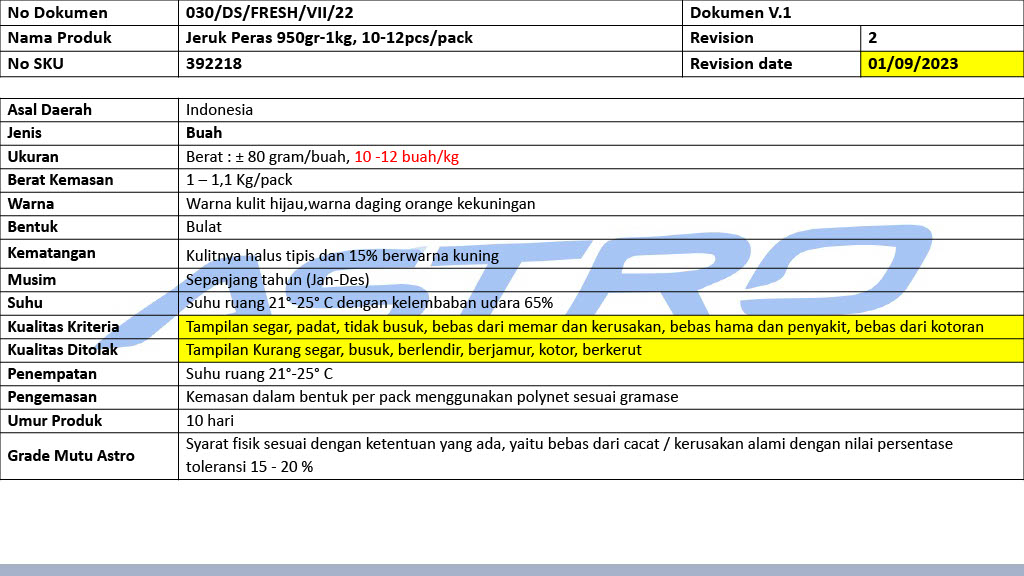 No Dokumen 030/DS/FRESH/VII/22 Dokumen V.1
Nama Produk Jeruk Peras 950gr-1kg, 10-12pcs/pack Revision 2
No SKU 392218 Revision date 01/09/2023
Asal Daerah Indonesia
Jenis Buah
Ukuran Berat : ± 80 gram/buah, 10 -12 buah/kg
Berat Kemasan 1 – 1,1 Kg/pack
Warna Warna kulit hijau,warna daging orange kekuningan
Bentuk Bulat
Kematangan Kulitnya halus tipis dan 15% berwarna kuning
Musim Sepanjang tahun (Jan-Des)
Suhu Suhu ruang 21°-25° C dengan kelembaban udara 65%
Kualitas Kriteria Tampilan segar, padat, tidak busuk, bebas dari memar dan kerusakan, bebas hama dan penyakit, bebas dari kotoran
Kualitas Ditolak Tampilan Kurang segar, busuk, berlendir, berjamur, kotor, berkerut
Penempatan Suhu ruang 21°-25° C
Pengemasan Kemasan dalam bentuk per pack menggunakan polynet sesuai gramase
Umur Produk 10 hari
Grade Mutu Astro Syarat fisik sesuai dengan ketentuan yang ada, yaitu bebas dari cacat / kerusakan alami dengan nilai persentase
toleransi 15 - 20 %
ASTRO